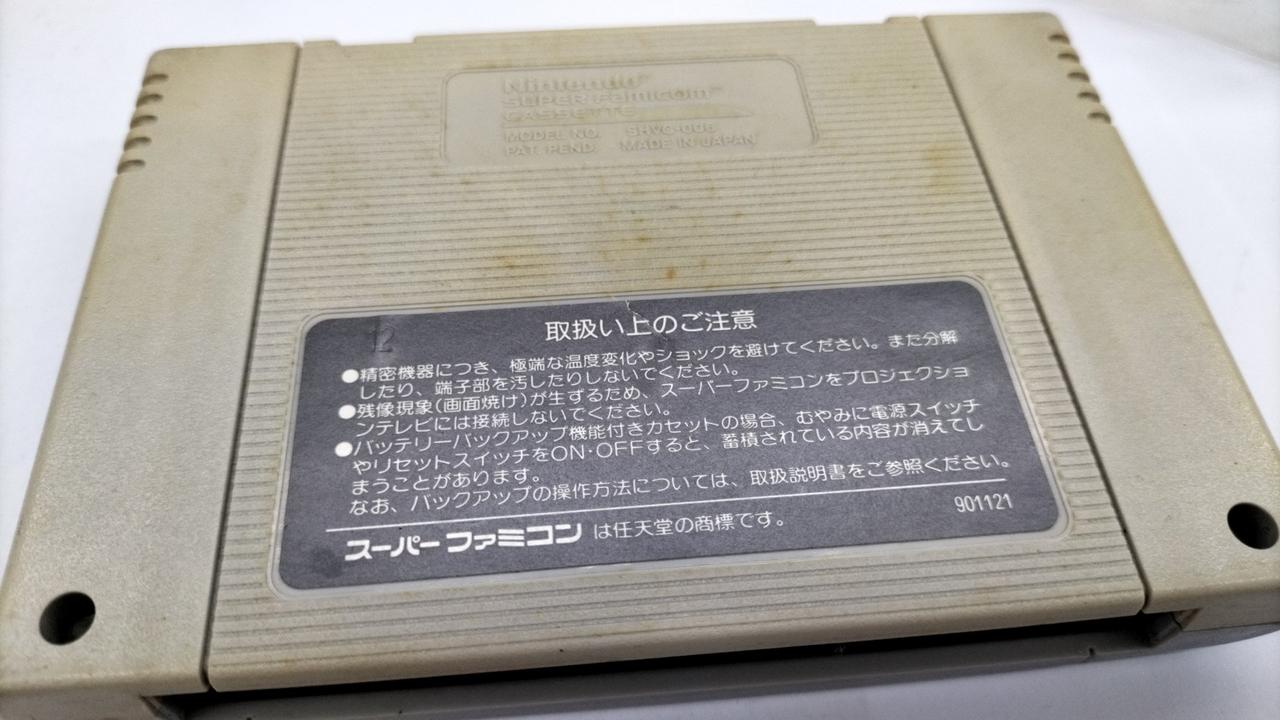 Nintendo
SUPER Famicom™
CASSETTE
MODEL NO. SHVC-006
PAT. PEND. MADE IN JAPAN
12
取扱い上のご注意
●精密機器につき、極端な温度変化やショックを避けてください。また分解
したり、端子部を汚したりしないでください。
●残像現象(画面焼け)が生ずるため、スーパーファミコンをプロジェクショ
ンテレビには接続しないでください。
●バッテリーバックアップ機能付きカセットの場合、むやみに電源スイッチ
やリセットスイッチをON・OFFすると、蓄積されている内容が消えてし
まうことがあります。
なお、バックアップの操作方法については、取扱説明書をご参照ください。
901121
スーパーファミコン は任天堂の商標です。